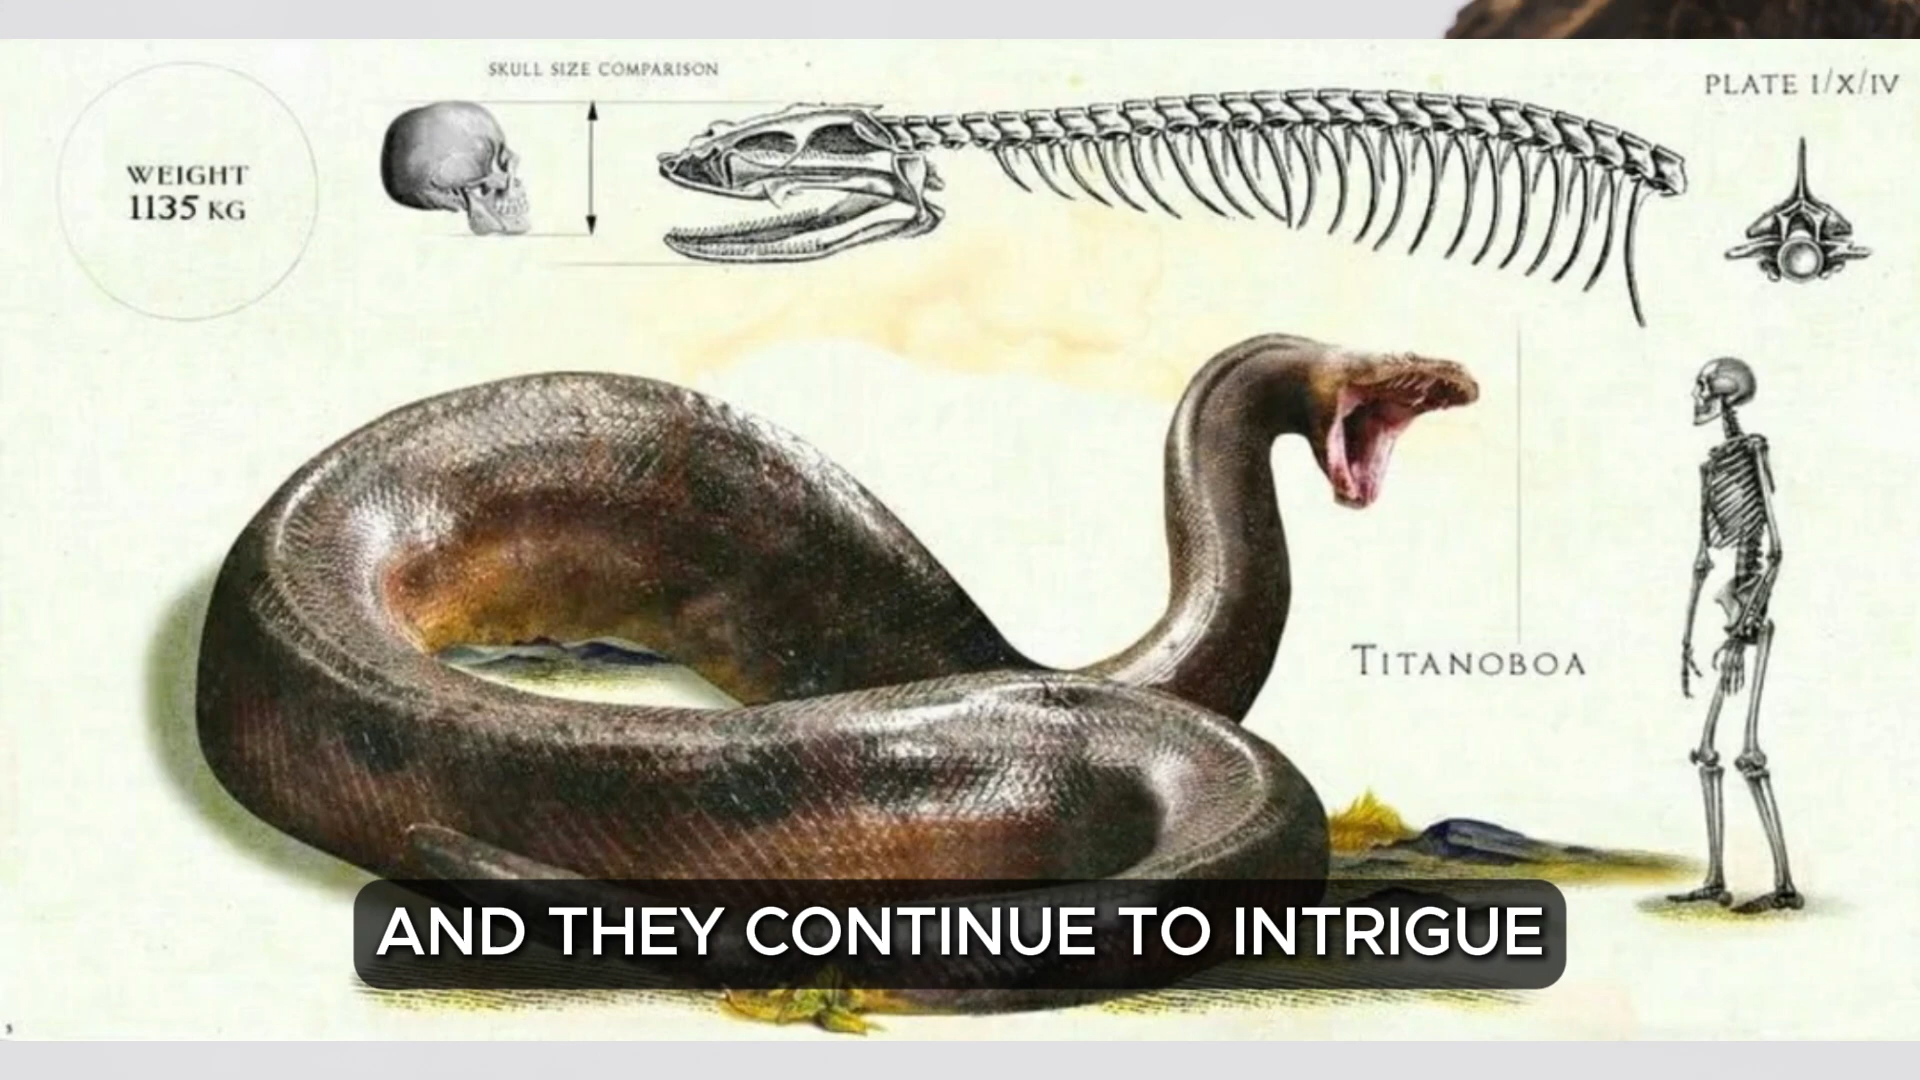 SKULL SIZE COMPARISON
PLATE I/X/IV
WEIGHT
1135 KG
TITANOBOA
AND THEY CONTINUE TO INTRIGUE